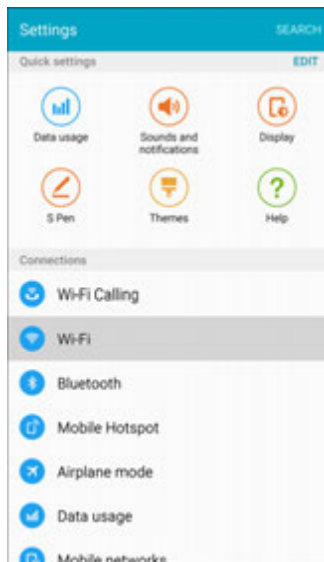 Settings SEARCH
Quick settings EDIT
Data usage
Sounds and
notifications
Display
S Pen
Themes
Help
Connections
Wi-Fi Calling
Wi-Fi
Bluetooth
Mobile Hotspot
Airplane mode
Data usage
Mobile networks